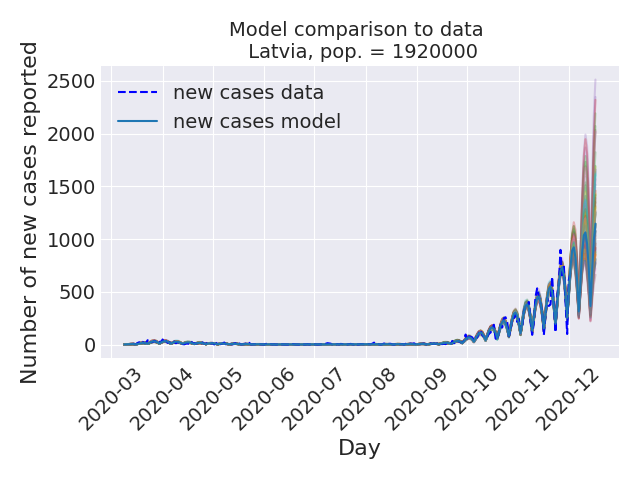 Model comparison to data
Latvia, pop. = 1920000
Number of new cases reported
2500
2000
1500
1000
500
0
new cases data
new cases model
2020-03
2020-04
2020-05
2020-06
2020-07
2020-08
2020-09
2020-10
2020-11
2020-12
Day